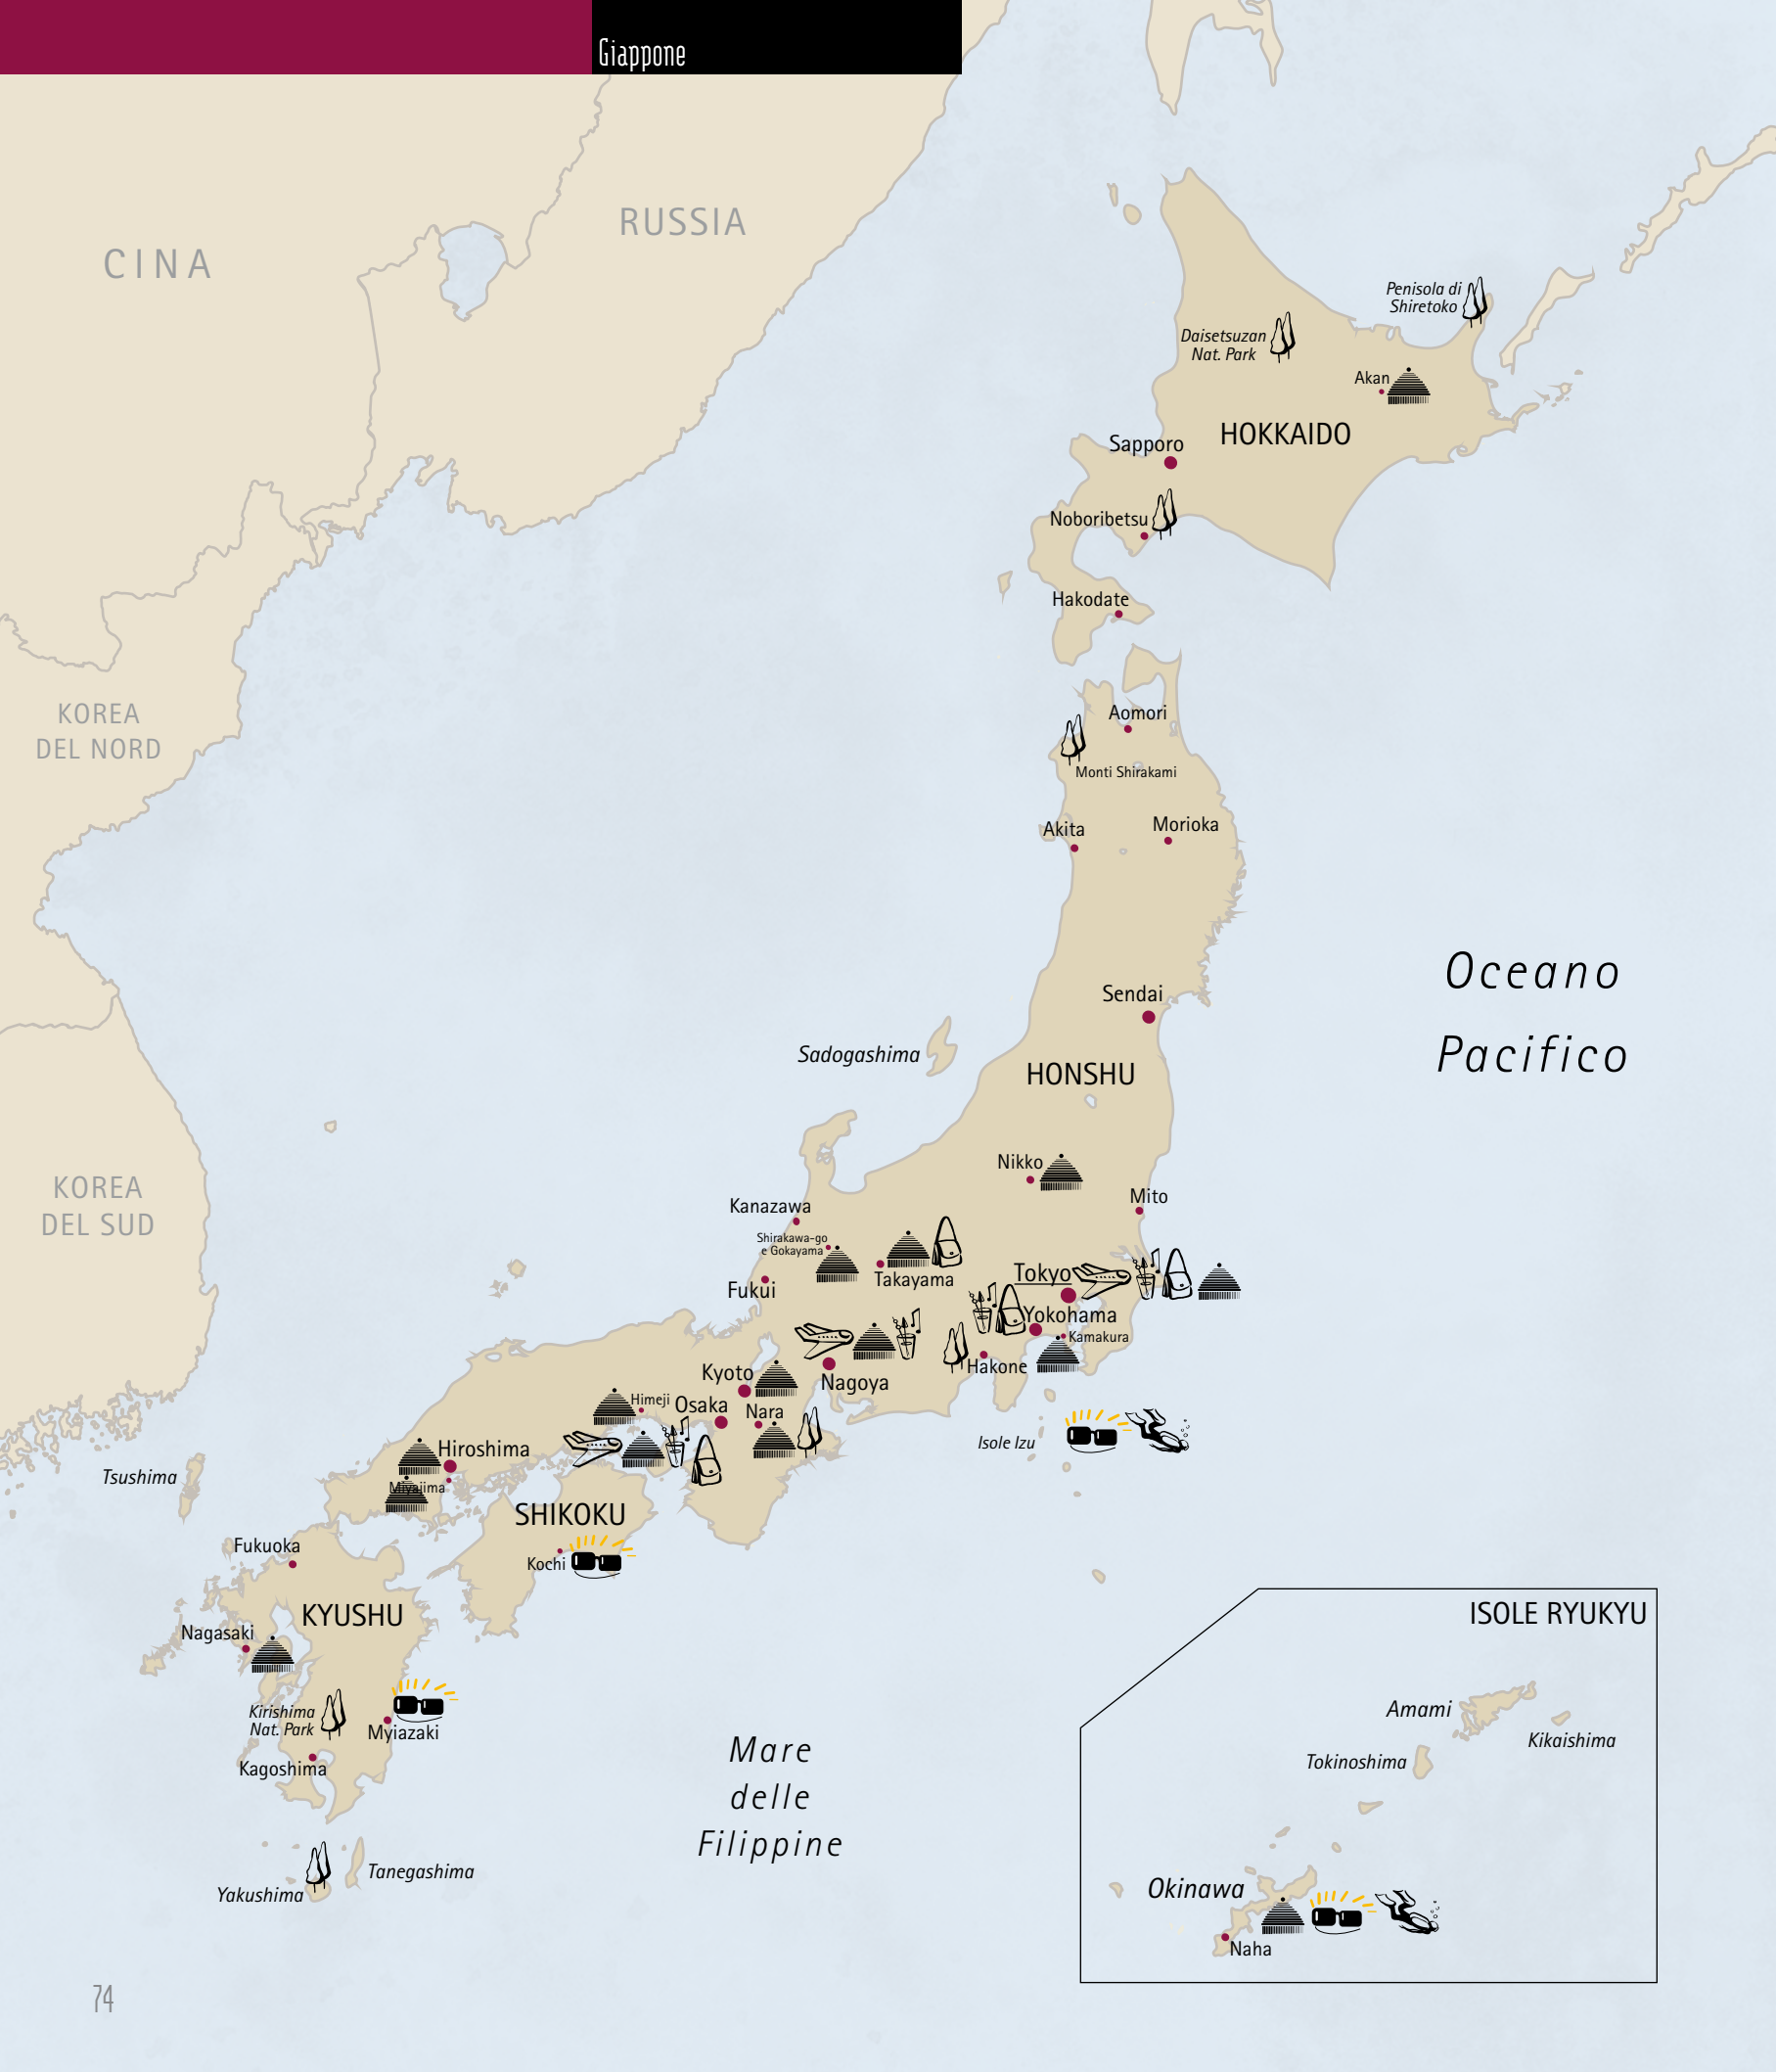 Giappone
RUSSIA
CINA
Penisola di
Shiretoko
Daisetsuzan
Nat. Park
Akan
HOKKAIDO
Sapporo
Noboribetsu
Hakodate
KOREA
DEL NORD
Aomori
Monti Shirakami
Akita
Morioka
Oceano
Pacifico
Sendai
Sadogashima
HONSHU
Nikko
KOREA
DEL SUD
Mito
Kanazawa
Shirakawa-go
e Gokayama
Takayama
Fukui
Tokyo
Yokohama
Kamakura
Hakone
Kyoto
Nagoya
Himeji
Osaka
Nara
Isole Izu
Hiroshima
Miyajima
Tsushima
SHIKOKU
Kochi
Fukuoka
KYUSHU
Nagasaki
Kirishima
Nat. Park
Myiazaki
Kagoshima
Mare
delle
Filippine
Tanegashima
Yakushima
ISOLE RYUKYU
Amami
Kikaishima
Tokinoshima
Okinawa
Naha
74